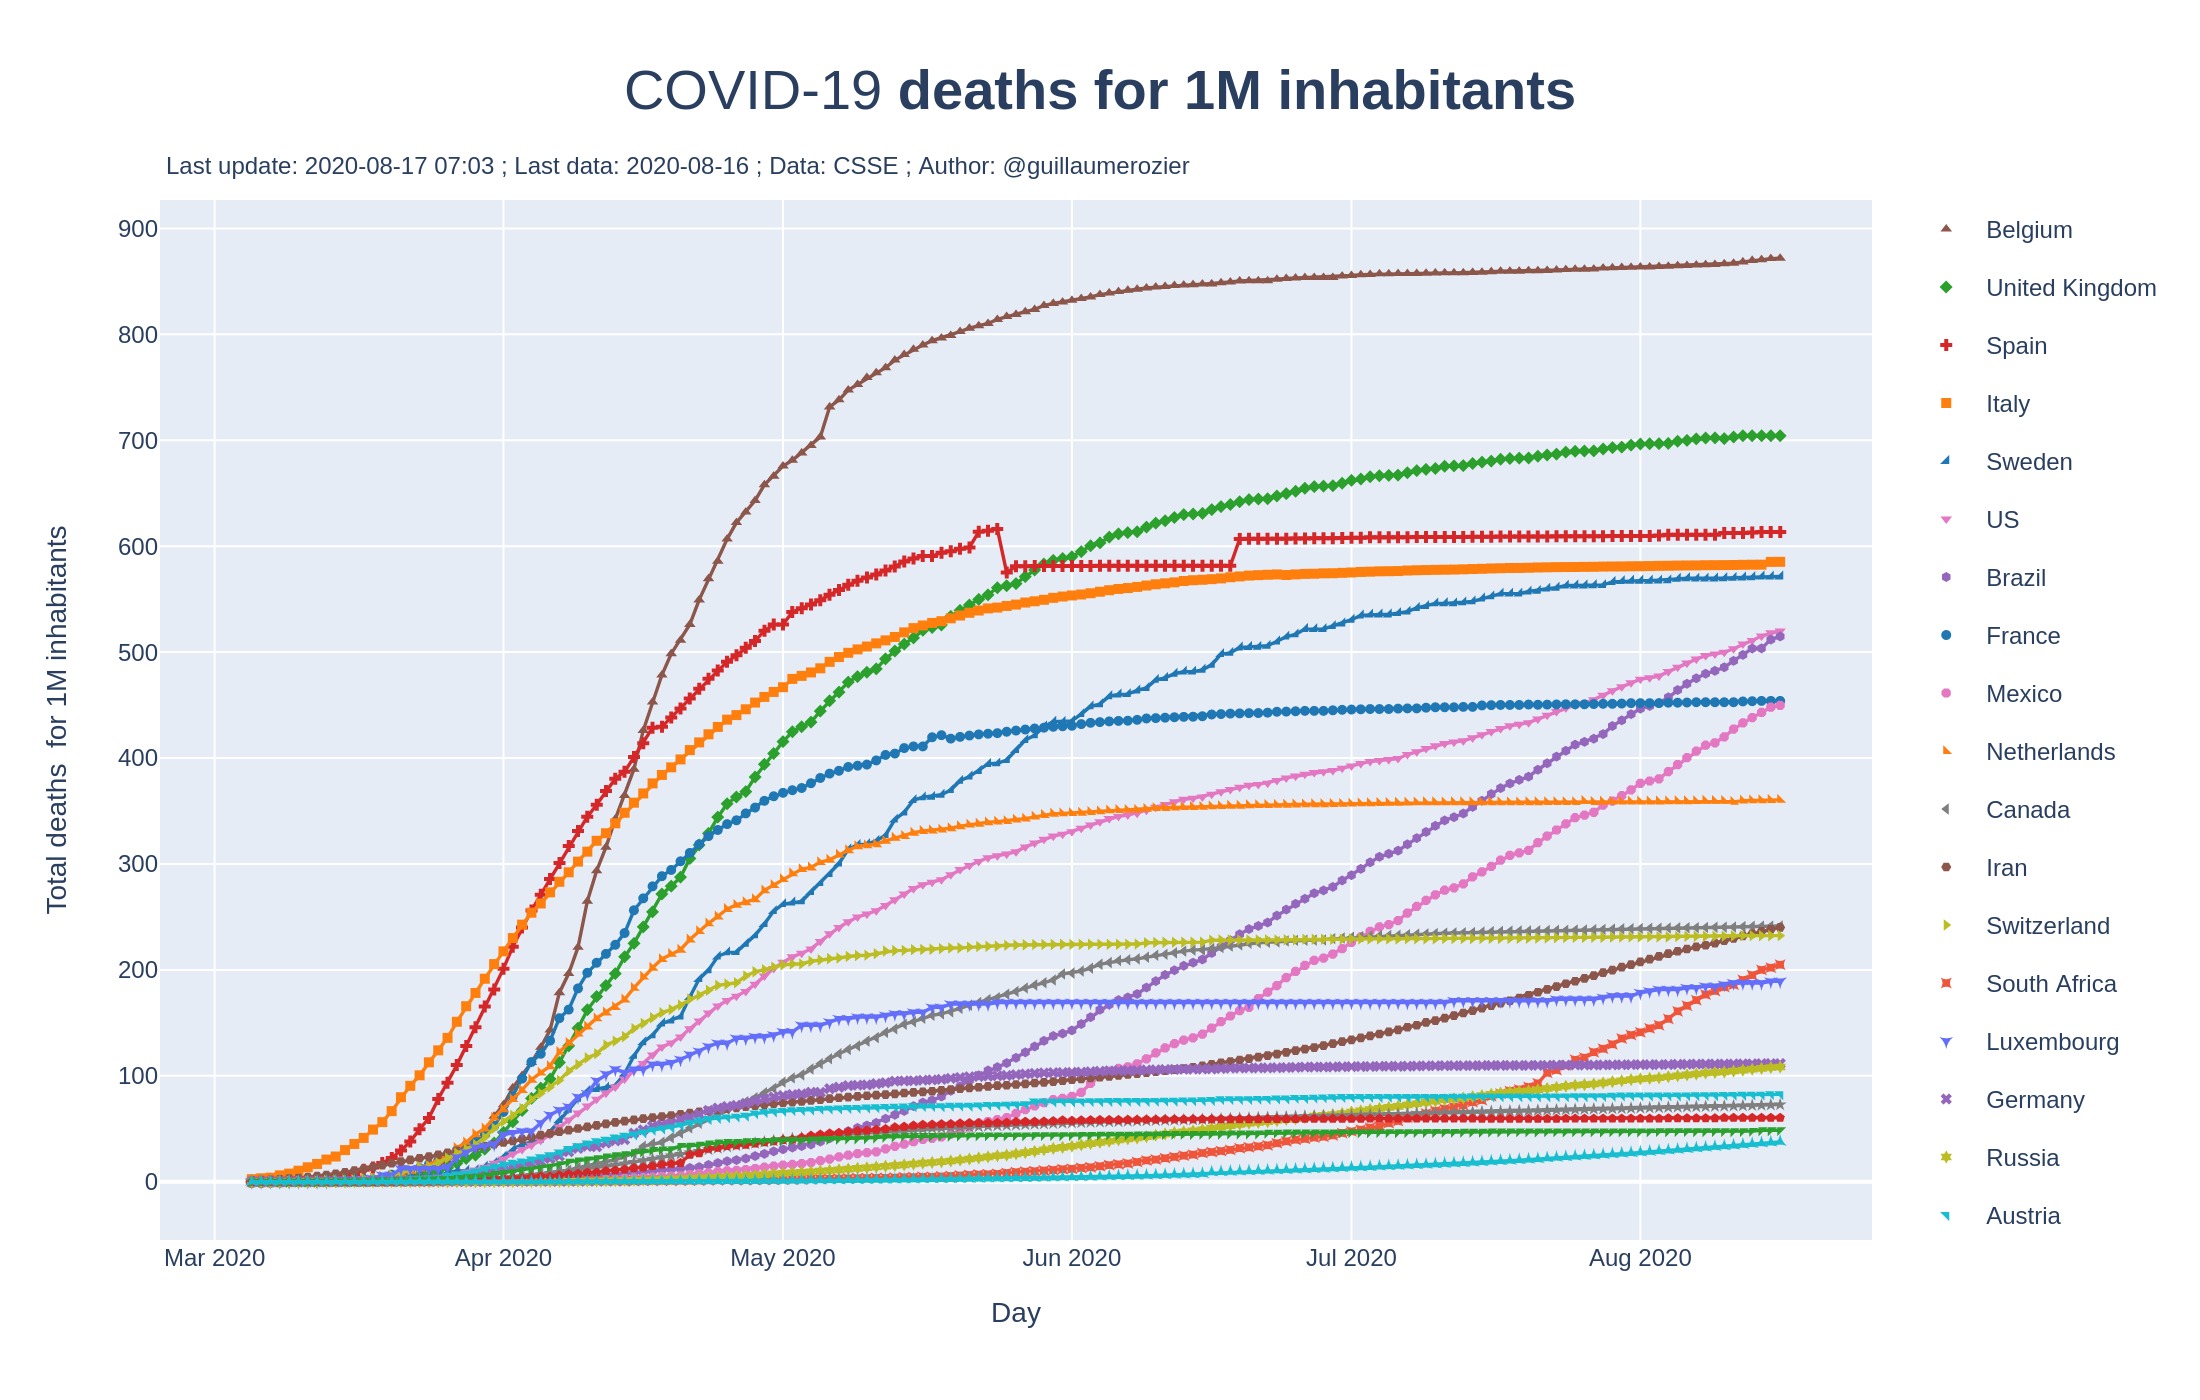 COVID-19 deaths for 1M inhabitants
Last update: 2020-08-17 07:03 ; Last data: 2020-08-16 ; Data: CSSE ; Author: @guillaumerozier
Total deaths for 1M inhabitants
900
800
700
600
500
400
300
200
100
0
Mar 2020
Apr 2020
May 2020
Jun 2020
Jul 2020
Aug 2020
Day
Belgium
United Kingdom
Spain
Italy
Sweden
US
Brazil
France
Mexico
Netherlands
Canada
Iran
Switzerland
South Africa
Luxembourg
Germany
Russia
Austria